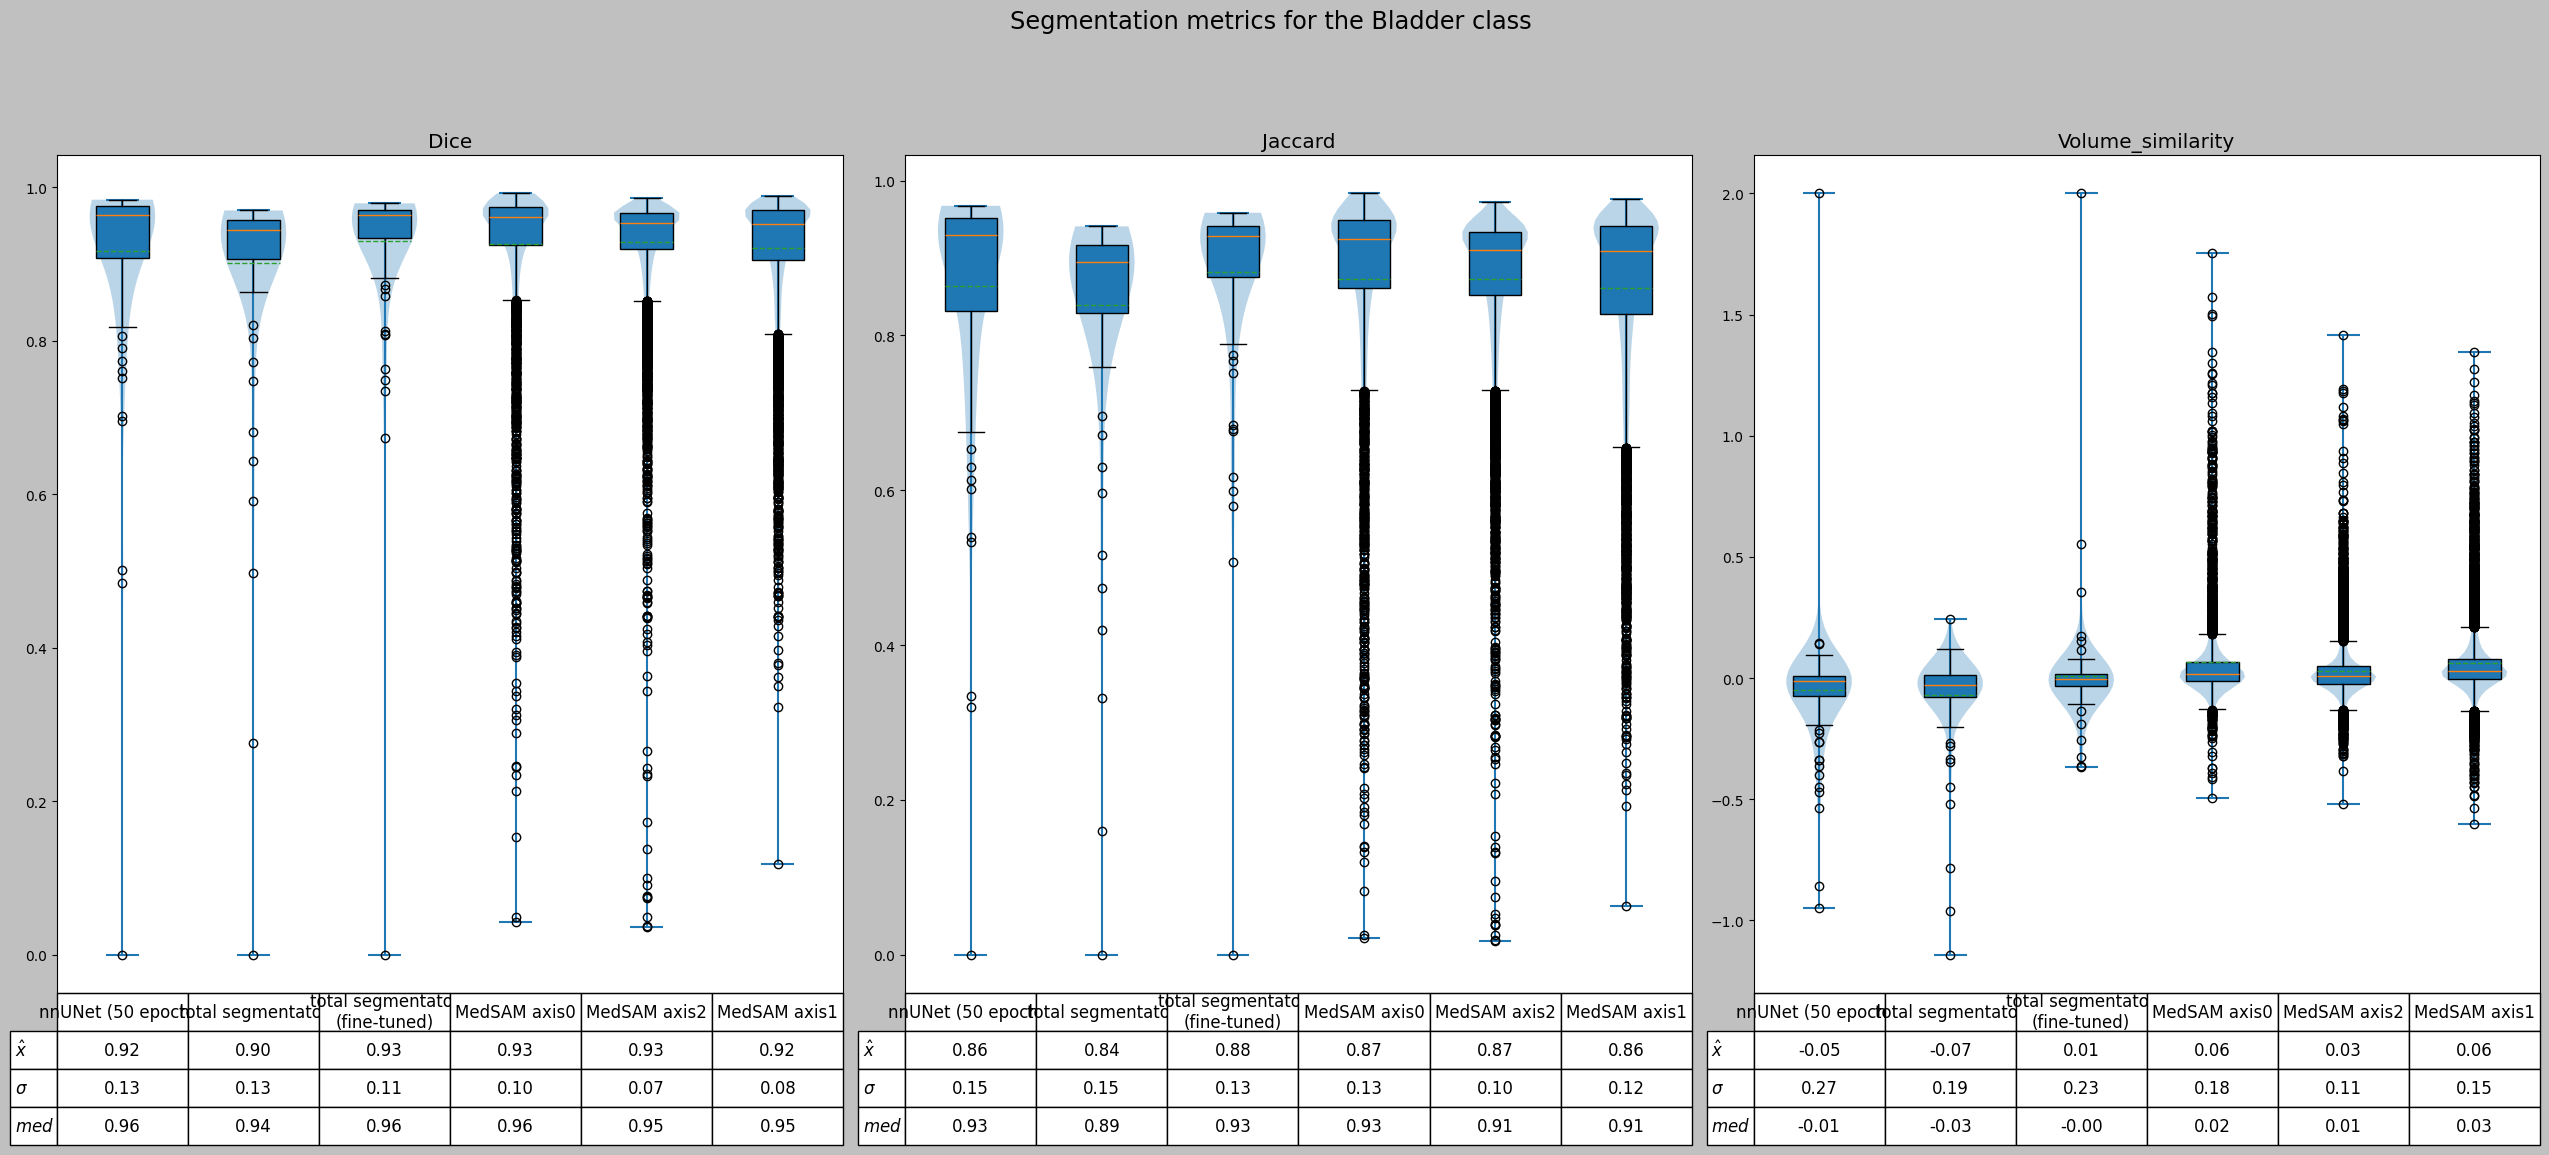 Segmentation metrics for the Bladder class
Dice
1.0
0.8
0.6
0.4
0.2
0.0
nnUNet (50 epoch total segmentato total segmentato MedSAM axis0 MedSAM axis2 MedSAM axis1
(fine-tuned)
x̂ 0.92 0.90 0.93 0.93 0.93 0.92
σ 0.13 0.13 0.11 0.10 0.07 0.08
med 0.96 0.94 0.96 0.96 0.95 0.95
Jaccard
1.0
0.8
0.6
0.4
0.2
0.0
nnUNet (50 epoch total segmentato total segmentato MedSAM axis0 MedSAM axis2 MedSAM axis1
(fine-tuned)
x̂ 0.86 0.84 0.88 0.87 0.87 0.86
σ 0.15 0.15 0.13 0.13 0.10 0.12
med 0.93 0.89 0.93 0.93 0.91 0.91
Volume_similarity
2.0
1.5
1.0
0.5
0.0
−0.5
−1.0
nnUNet (50 epoch total segmentato total segmentato MedSAM axis0 MedSAM axis2 MedSAM axis1
(fine-tuned)
x̂ -0.05 -0.07 0.01 0.06 0.03 0.06
σ 0.27 0.19 0.23 0.18 0.11 0.15
med -0.01 -0.03 -0.00 0.02 0.01 0.03